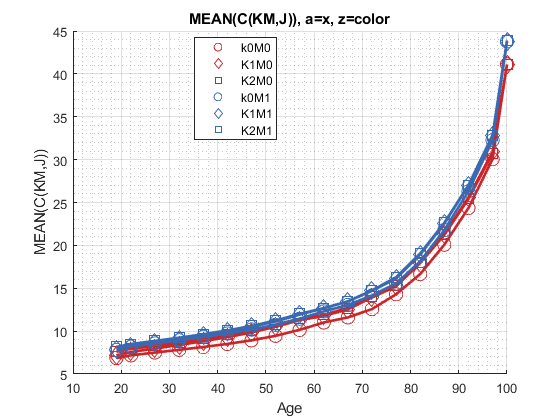 MEAN(C(KM,J)), a=x, z=color
k0M0
K1M0
K2M0
k0M1
K1M1
K2M1
MEAN(C(KM,J))
45
40
35
30
25
20
15
10
5
10 20 30 40 50 60 70 80 90 100
Age